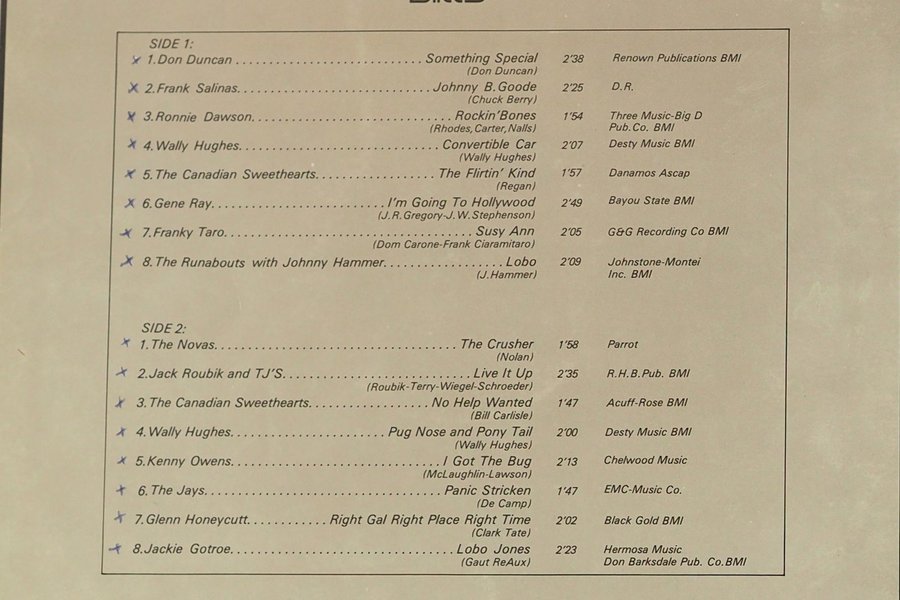 SIDE 1:
1. Don Duncan ............................ Something Special 2'38 Renown Publications BMI
(Don Duncan)
2. Frank Salinas............................ Johnny B. Goode 2'25 D.R.
(Chuck Berry)
3. Ronnie Dawson............................ Rockin' Bones 1'54 Three Music-Big D
(Rhodes, Carter, Nalls) Pub. Co. BMI
4. Wally Hughes............................ Convertible Car 2'07 Desty Music BMI
(Wally Hughes)
5. The Canadian Sweethearts.................. The Flirtin' Kind 1'57 Danamos Ascap
(Regan)
6. Gene Ray........................ I'm Going To Hollywood 2'49 Bayou State BMI
(J.R. Gregory-J.W. Stephenson)
7. Franky Taro.................................. Susy Ann 2'05 G&G Recording Co BMI
(Dom Carone-Frank Ciaramitaro)
8. The Runabouts with Johnny Hammer.................. Lobo 2'09 Johnstone-Montei
(J. Hammer) Inc. BMI
SIDE 2:
1. The Novas................................ The Crusher 1'58 Parrot
(Nolan)
2. Jack Roubik and TJ'S........................ Live It Up 2'35 R.H.B. Pub. BMI
(Roubik-Terry-Wiegel-Schroeder)
3. The Canadian Sweethearts................ No Help Wanted 1'47 Acuff-Rose BMI
(Bill Carlisle)
4. Wally Hughes.................... Pug Nose and Pony Tail 2'00 Desty Music BMI
(Wally Hughes)
5. Kenny Owens............................ I Got The Bug 2'13 Chelwood Music
(McLaughlin-Lawson)
6. The Jays................................ Panic Stricken 1'47 EMC-Music Co.
(De Camp)
7. Glenn Honeycutt............ Right Gal Right Place Right Time 2'02 Black Gold BMI
(Clark Tate)
8. Jackie Gotroe.............................. Lobo Jones 2'23 Hermosa Music
(Gaut ReAux) Don Barksdale Pub. Co. BMI